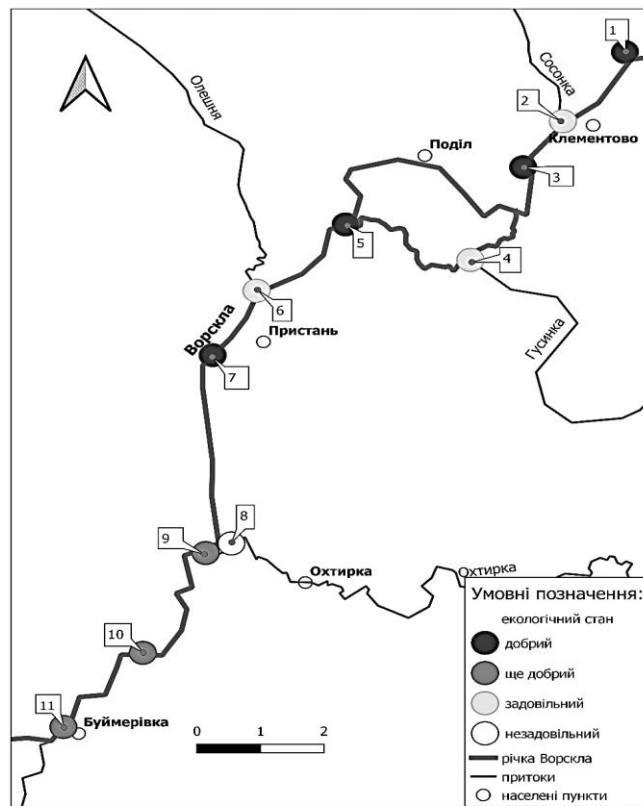 1
Сосонка
2
Клементово
Олешня
Поділ
3
5
4
6
Пристань
Ворскла
7
Гусинка
8
9
Охтирка
Охтирка
10
11
Буймерівка
0 1 2
Умовні позначення:
екологічний стан
добрий
ще добрий
задовільний
незадовільний
річка Ворскла
притоки
населені пункти